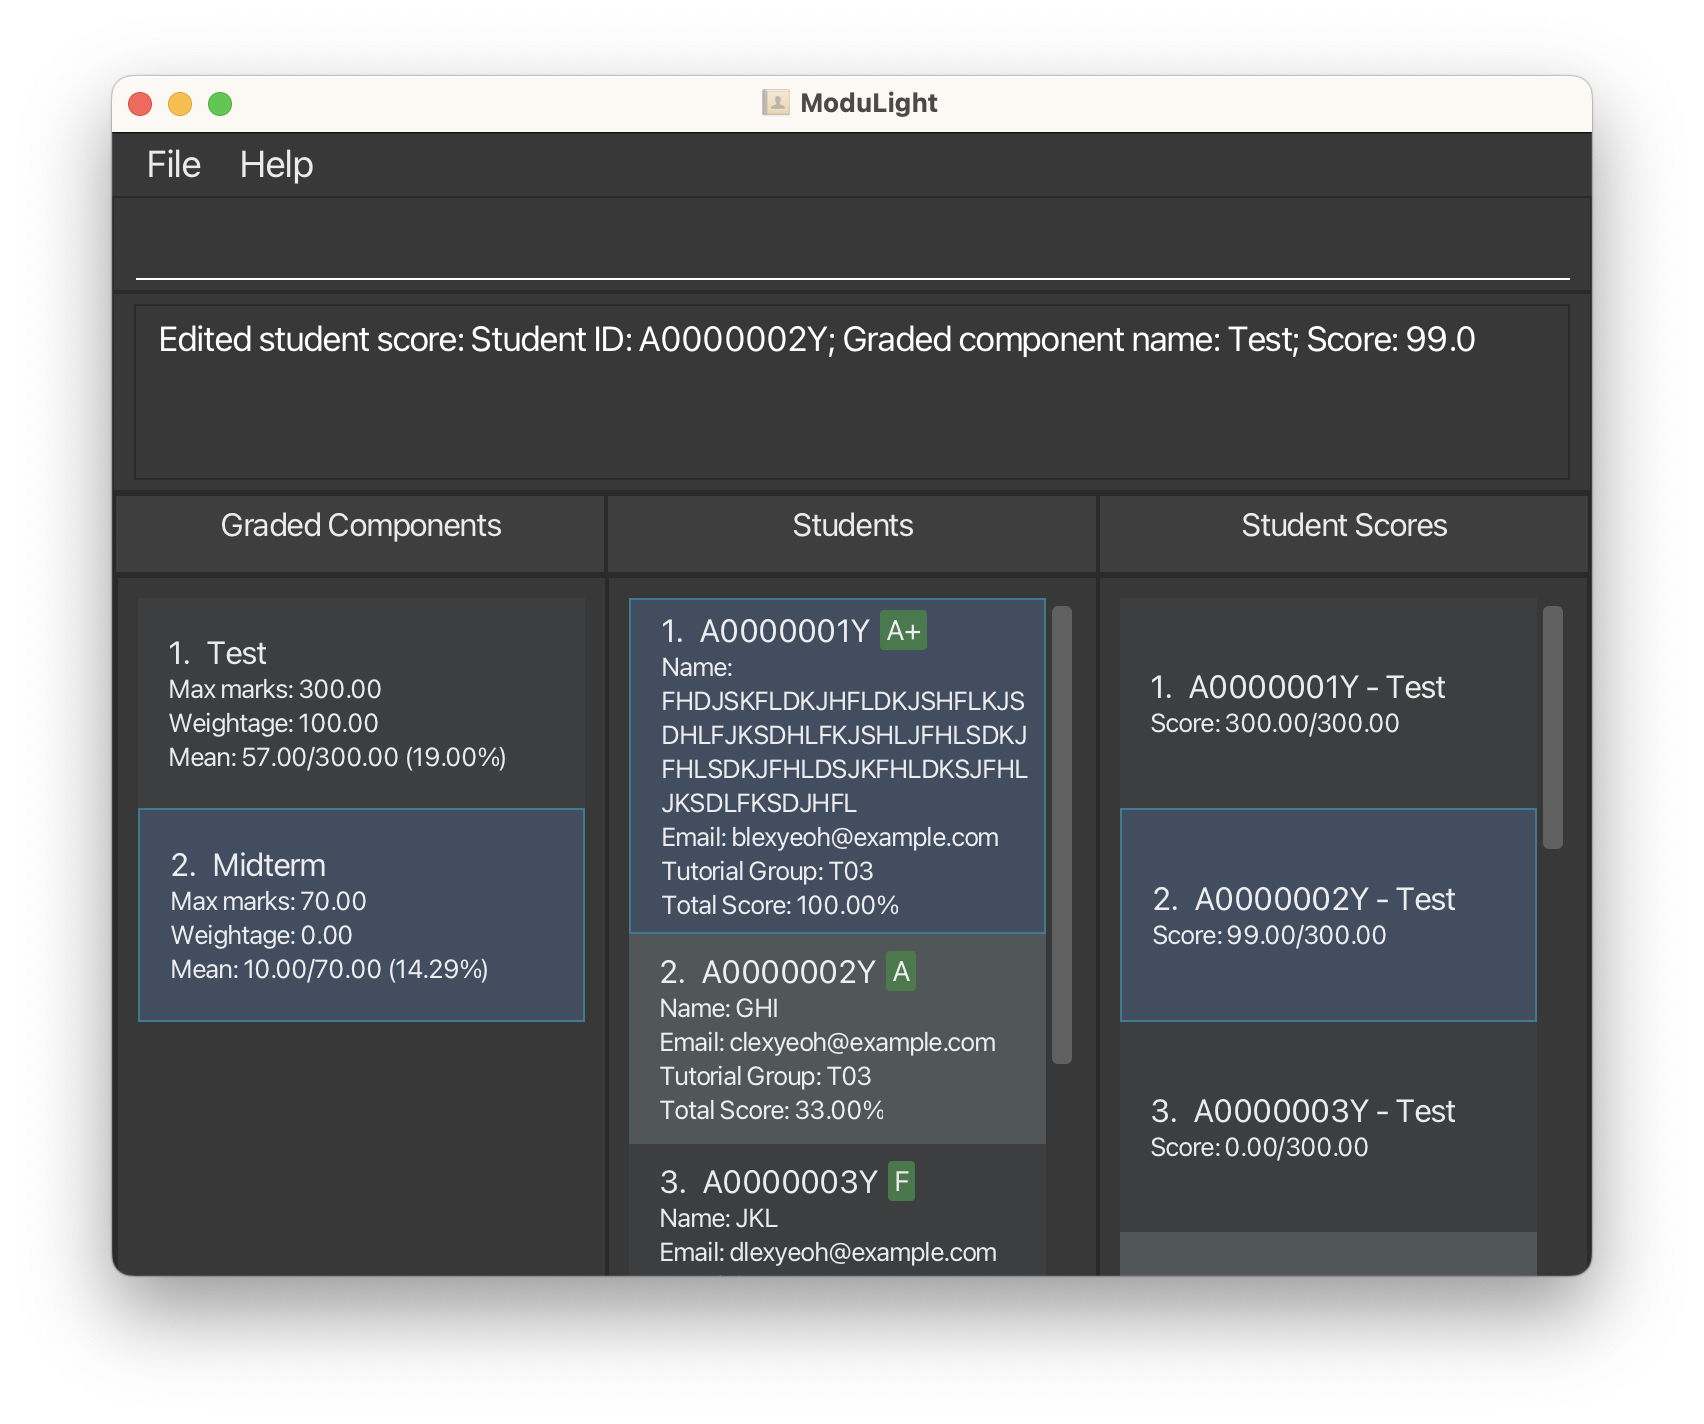 ModuLight
File Help
Edited student score: Student ID: A0000002Y; Graded component name: Test; Score: 99.0
Graded Components
Students
Student Scores
1. Test
Max marks: 300.00
Weightage: 100.00
Mean: 57.00/300.00 (19.00%)
2. Midterm
Max marks: 70.00
Weightage: 0.00
Mean: 10.00/70.00 (14.29%)
1. A0000001Y A+
Name:
FHDJSKFLDKJHFLDKJSHFLKJS
DHLFJKSDHLFKJSHLJFHLSDKJ
FHLSDKJFHLDSJKFHLDKSJFHL
JKSDLFKSDJHFL
Email: blexyeoh@example.com
Tutorial Group: T03
Total Score: 100.00%
2. A0000002Y A
Name: GHI
Email: clexyeoh@example.com
Tutorial Group: T03
Total Score: 33.00%
3. A0000003Y F
Name: JKL
Email: dlexyeoh@example.com
1. A0000001Y - Test
Score: 300.00/300.00
2. A0000002Y - Test
Score: 99.00/300.00
3. A0000003Y - Test
Score: 0.00/300.00